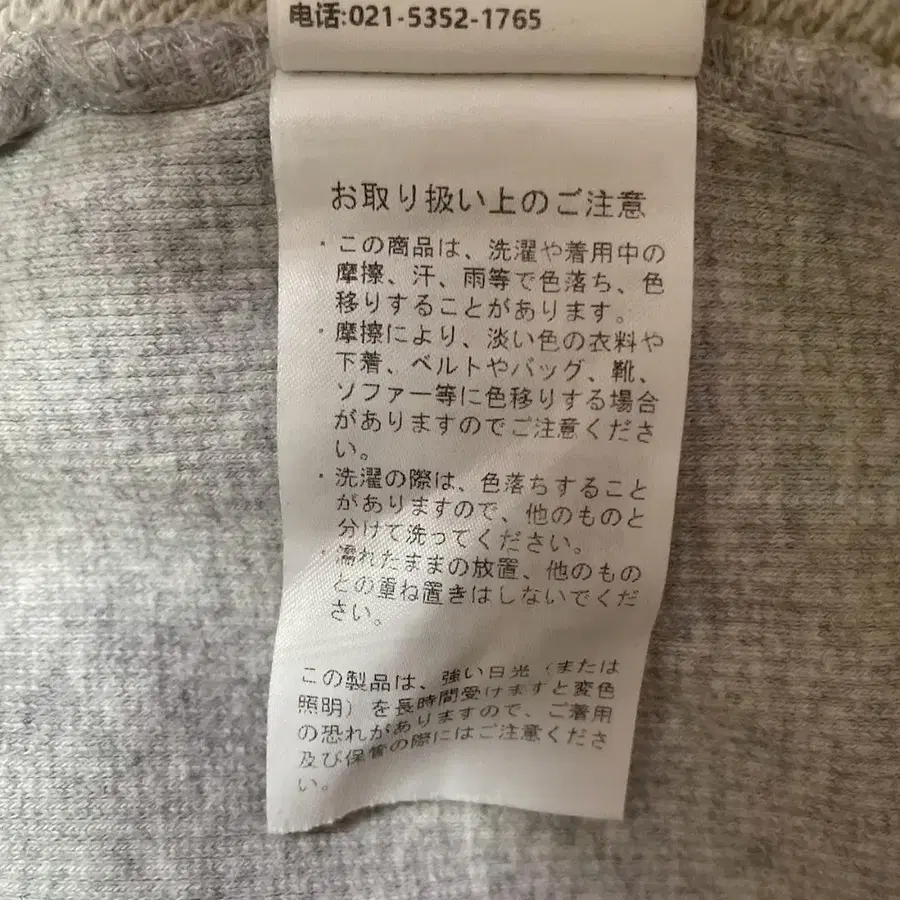 电话:021-5352-1765
お取り扱い上のご注意
・この商品は、洗濯や着用中の
摩擦、汗、雨等で色落ち、色
移りすることがあります。
・摩擦により、淡い色の衣料や
下着、ベルトやバッグ、靴、
ソファー等に色移りする場合
がありますのでご注意くださ
い。
・洗濯の際は、色落ちすること
がありますので、他のものと
分けて洗ってください。
・濡れたままの放置、他のもの
との重ね置きはしないでくだ
さい。
この製品は、強い日光（または
照明）を長時間受けますと変色
の恐れがありますので、ご着用
及び保管の際にはご注意くださ
い。